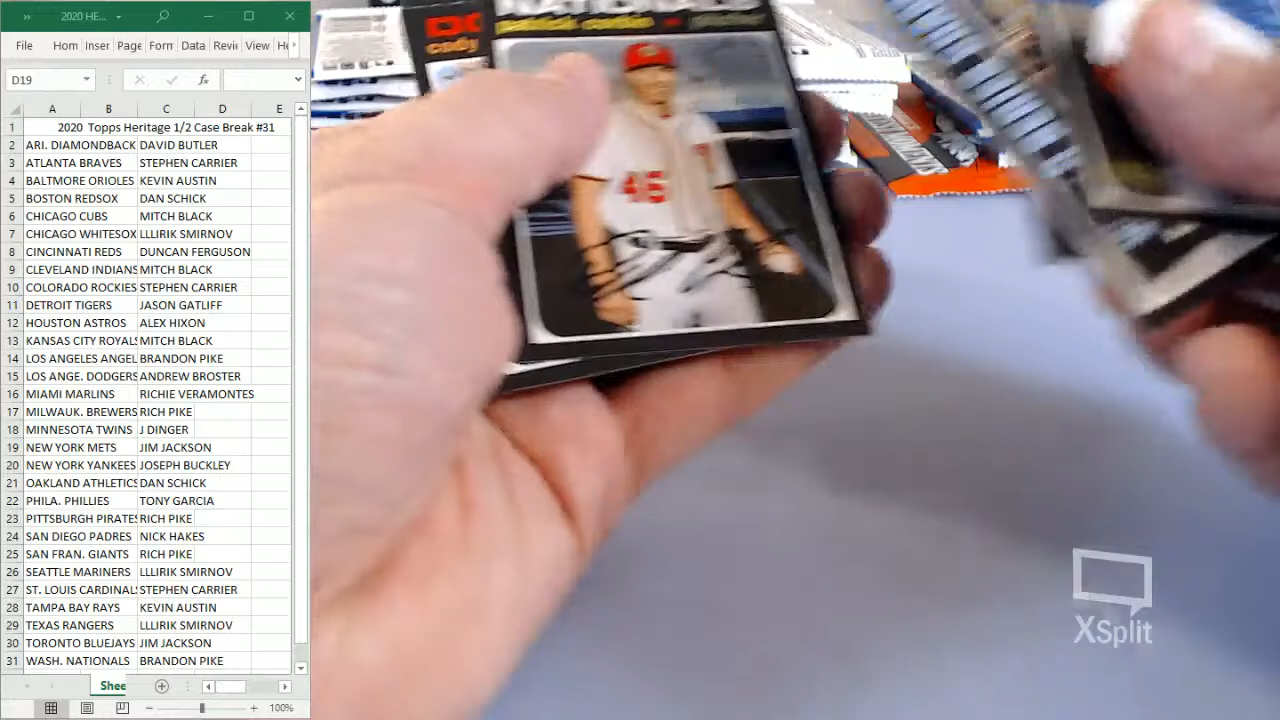 2020 HE...
File Hom Inser Page Forn Data Revi View He
D19
fx
A B C D E
1 2020 Topps Heritage 1/2 Case Break #31
2 ARI. DIAMONDBACK DAVID BUTLER
3 ATLANTA BRAVES STEPHEN CARRIER
4 BALTMORE ORIOLES KEVIN AUSTIN
5 BOSTON REDSOX DAN SCHICK
6 CHICAGO CUBS MITCH BLACK
7 CHICAGO WHITESOX LLLIRIK SMIRNOV
8 CINCINNATI REDS DUNCAN FERGUSON
9 CLEVELAND INDIANS MITCH BLACK
10 COLORADO ROCKIES STEPHEN CARRIER
11 DETROIT TIGERS JASON GATLIFF
12 HOUSTON ASTROS ALEX HIXON
13 KANSAS CITY ROYALS MITCH BLACK
14 LOS ANGELES ANGEL BRANDON PIKE
15 LOS ANGE. DODGERS ANDREW BROSTER
16 MIAMI MARLINS RICHIE VERAMONTES
17 MILWAUK. BREWERS RICH PIKE
18 MINNESOTA TWINS J DINGER
19 NEW YORK METS JIM JACKSON
20 NEW YORK YANKEES JOSEPH BUCKLEY
21 OAKLAND ATHLETICS DAN SCHICK
22 PHILA. PHILLIES TONY GARCIA
23 PITTSBURGH PIRATES RICH PIKE
24 SAN DIEGO PADRES NICK HAKES
25 SAN FRAN. GIANTS RICH PIKE
26 SEATTLE MARINERS LLLIRIK SMIRNOV
27 ST. LOUIS CARDINALS STEPHEN CARRIER
28 TAMPA BAY RAYS KEVIN AUSTIN
29 TEXAS RANGERS LLLIRIK SMIRNOV
30 TORONTO BLUEJAYS JIM JACKSON
31 WASH. NATIONALS BRANDON PIKE
Shee
100%
NATIONALS
patrick corbin
46
XSplit